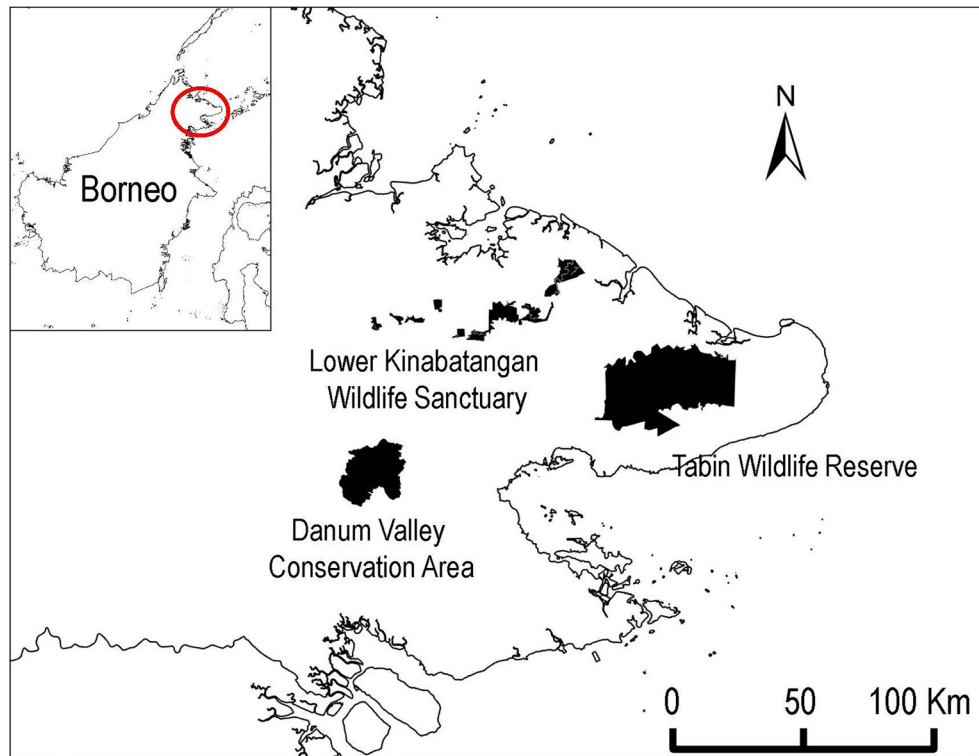 Borneo
N
Lower Kinabatangan
Wildlife Sanctuary
Tabin Wildlife Reserve
Danum Valley
Conservation Area
0 50 100 Km